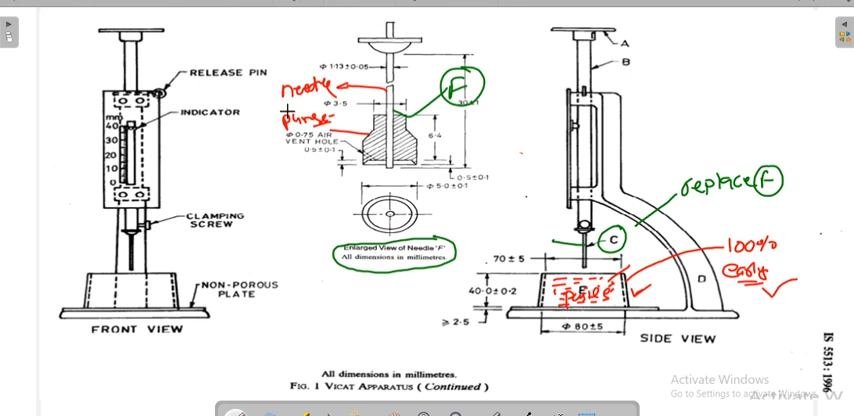 RELEASE PIN
INDICATOR
mm
40
30
20
10
0
CLAMPING
SCREW
NON-POROUS
PLATE
FRONT VIEW
Φ 1·13±0·05
needle
Φ 3·5
F
Φ 0·75 AIR
VENT HOLE
0·5±0·1
6·4
0·5±0·1
Φ 5·0±0·1
Enlarged View of Needle 'F'
All dimensions in millimetres.
A
B
replace F
C
100%
early
70 ± 5
40·0±0·2
E
D
⩾ 2·5
Φ 80±5
SIDE VIEW
All dimensions in millimetres.
FIG. 1 VICAT APPARATUS ( Continued )
IS 5513 : 1996
Activate Windows
Go to Settings to activate Windows.